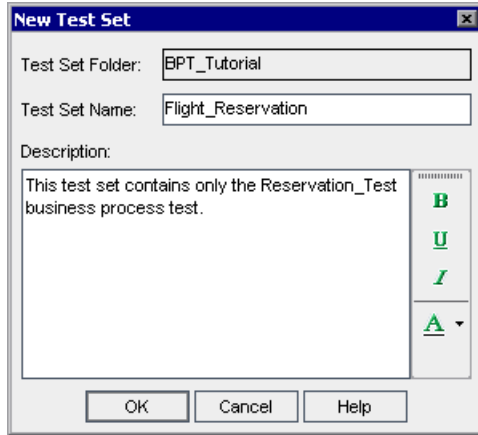 New Test Set
Test Set Folder: BPT_Tutorial
Test Set Name: Flight_Reservation
Description:
This test set contains only the Reservation_Test
business process test.
B
U
I
A
OK Cancel Help